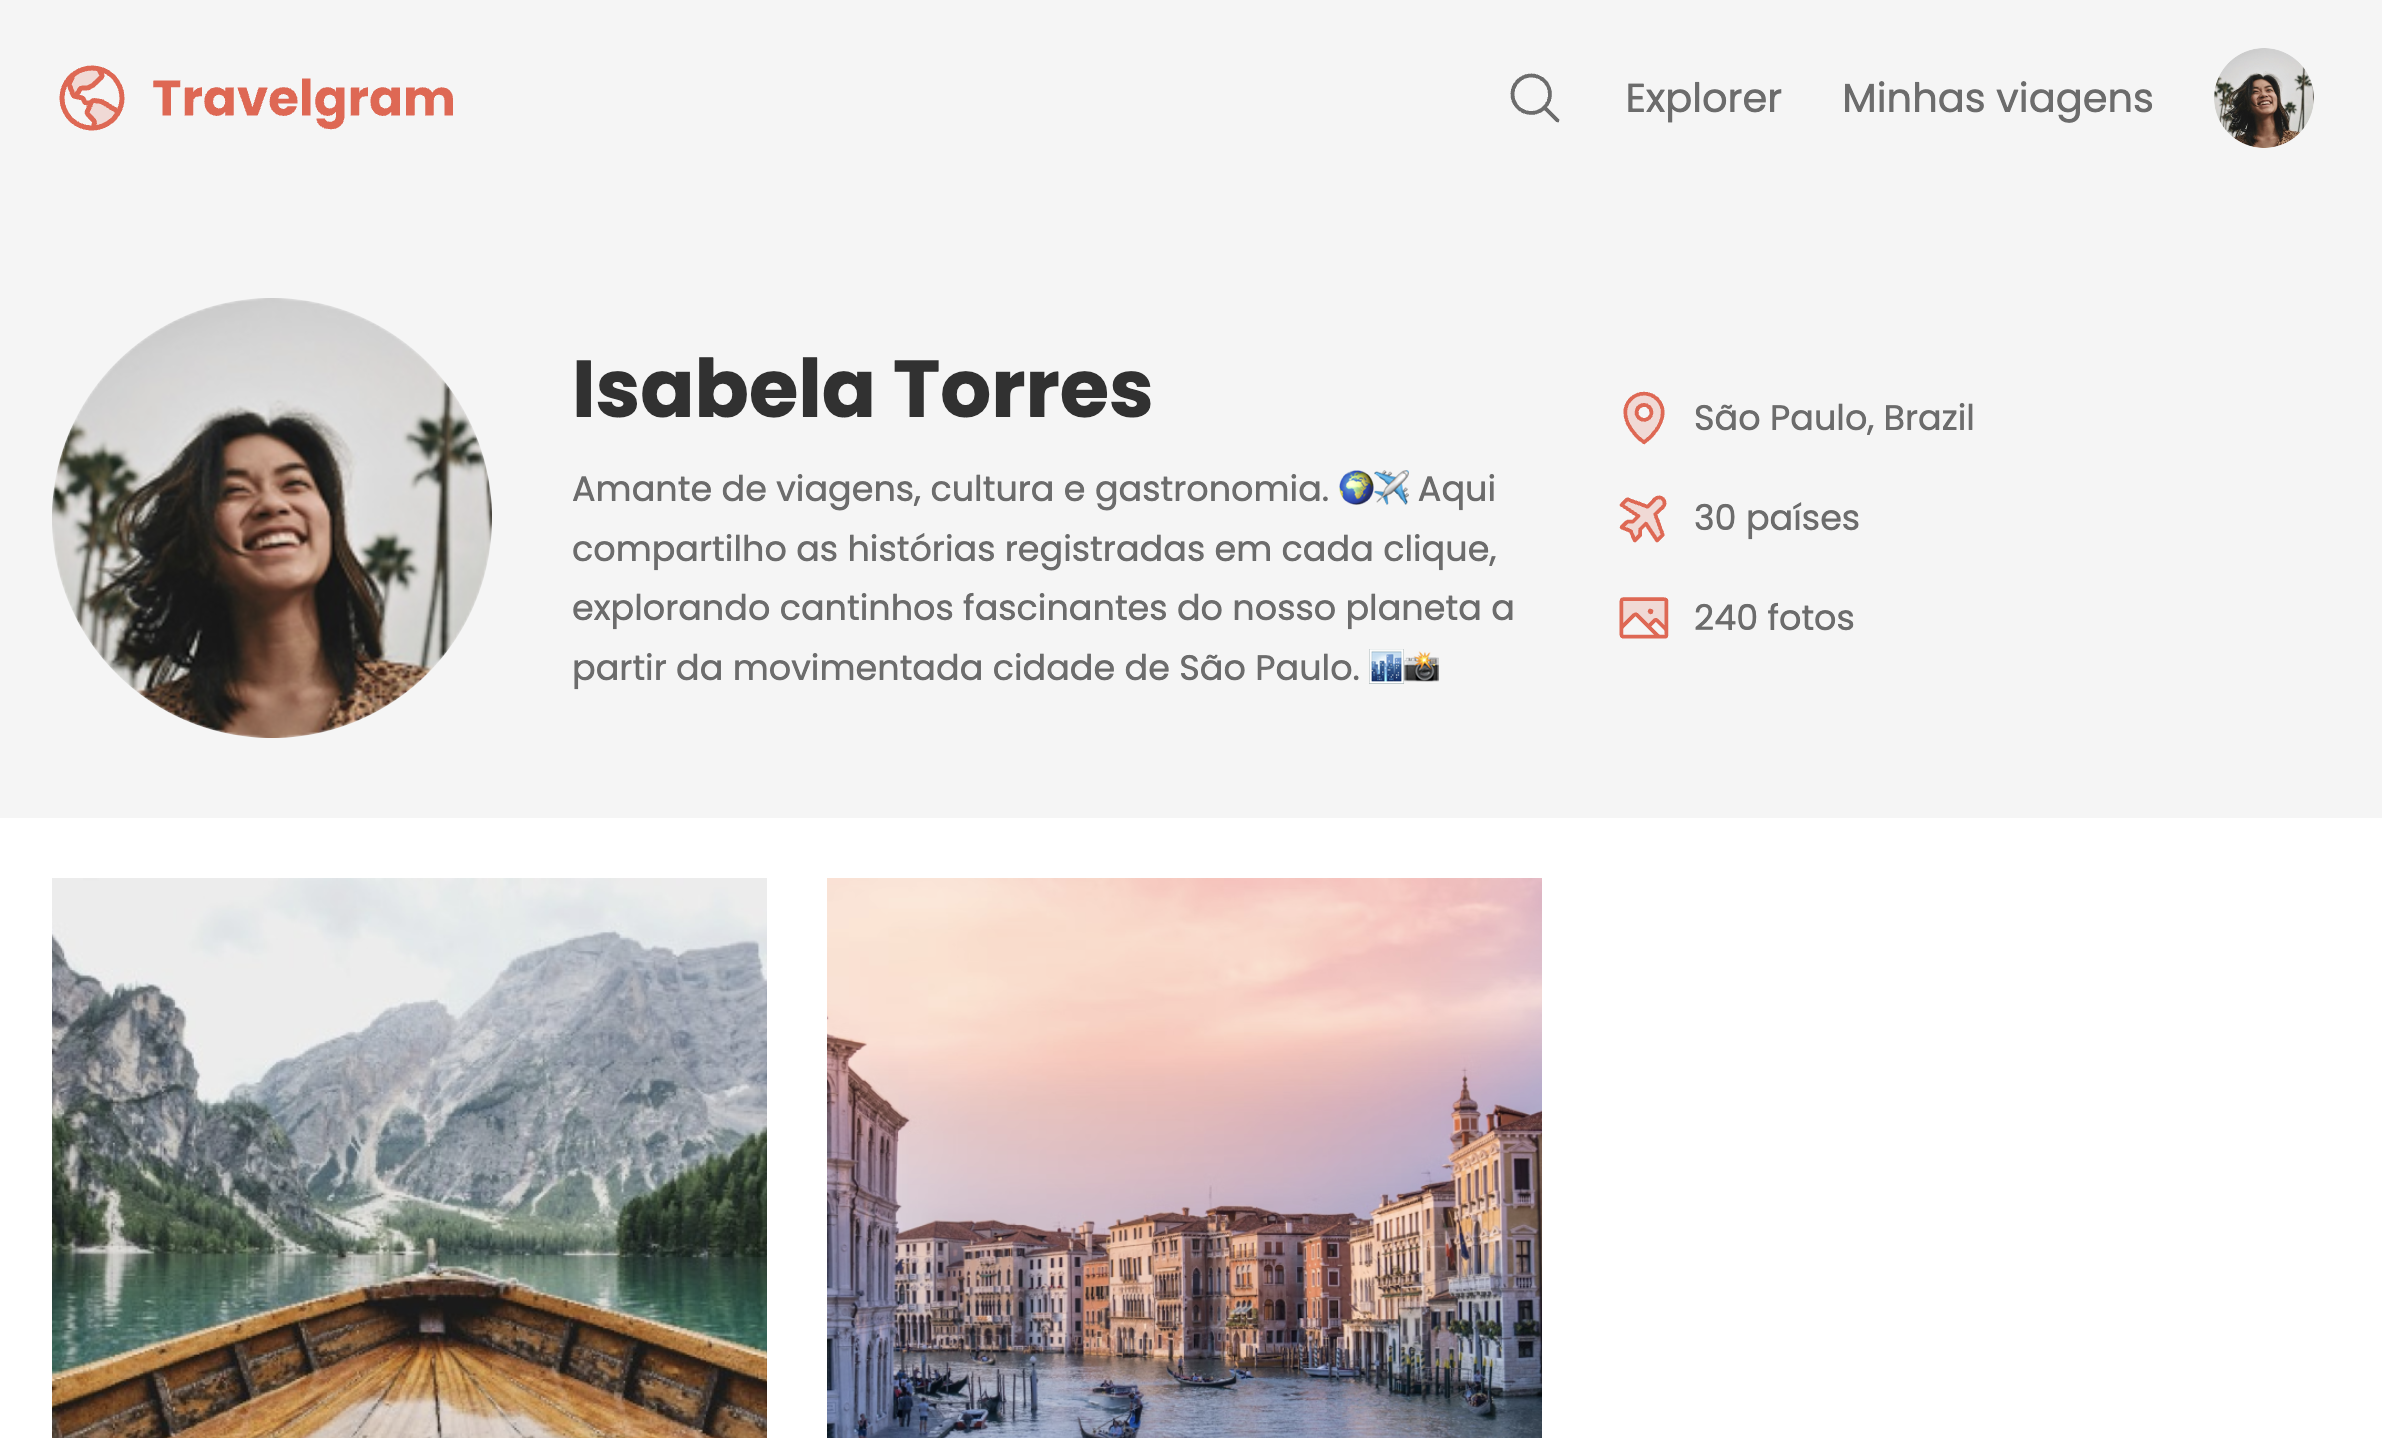 Travelgram
Explorer
Minhas viagens
Isabela Torres
Amante de viagens, cultura e gastronomia. 🌍✈️ Aqui
compartilho as histórias registradas em cada clique,
explorando cantinhos fascinantes do nosso planeta a
partir da movimentada cidade de São Paulo. 🏙️📸
São Paulo, Brazil
30 países
240 fotos